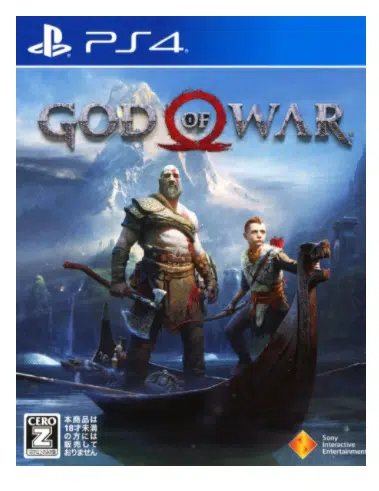 PS4
GOD OF WAR
CERO
Z
本商品は
18才未満
の方には
販売して
おりません
Sony
Interactive
Entertainment